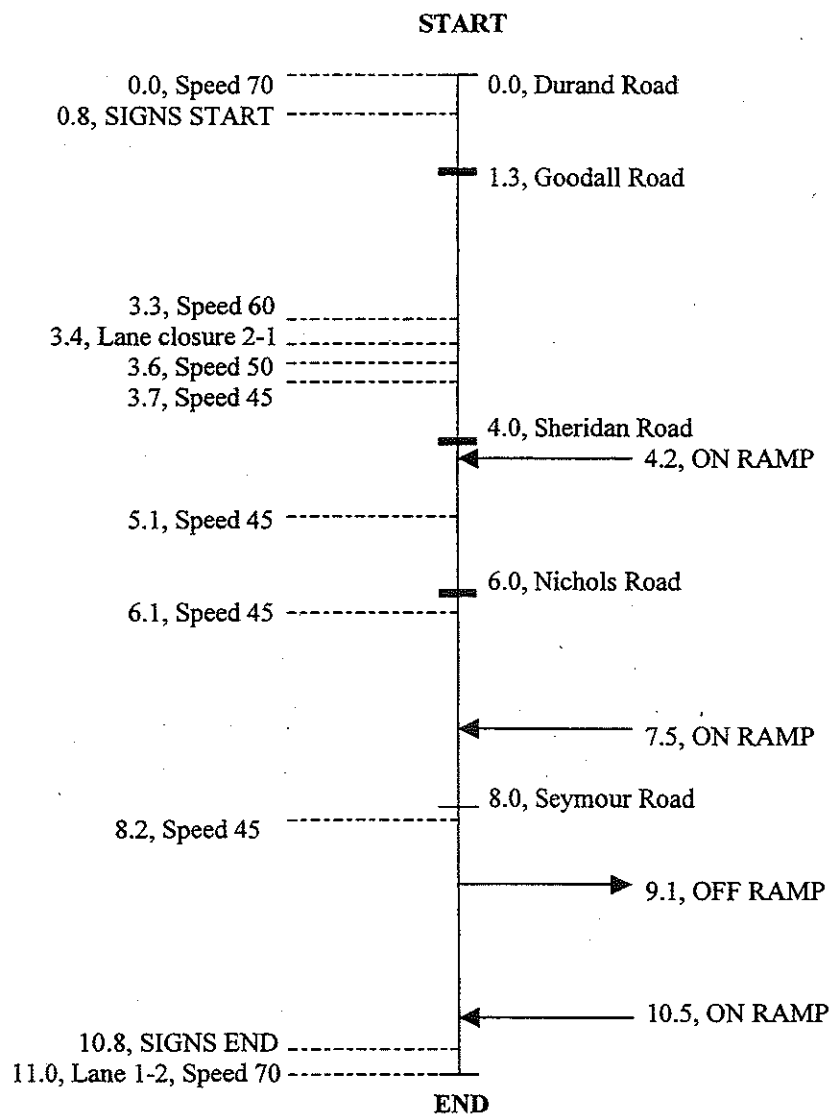 START
0.0, Speed 70
0.0, Durand Road
0.8, SIGNS START
1.3, Goodall Road
3.3, Speed 60
3.4, Lane closure 2-1
3.6, Speed 50
3.7, Speed 45
4.0, Sheridan Road
4.2, ON RAMP
5.1, Speed 45
6.0, Nichols Road
6.1, Speed 45
7.5, ON RAMP
8.0, Seymour Road
8.2, Speed 45
9.1, OFF RAMP
10.5, ON RAMP
10.8, SIGNS END
11.0, Lane 1-2, Speed 70
END